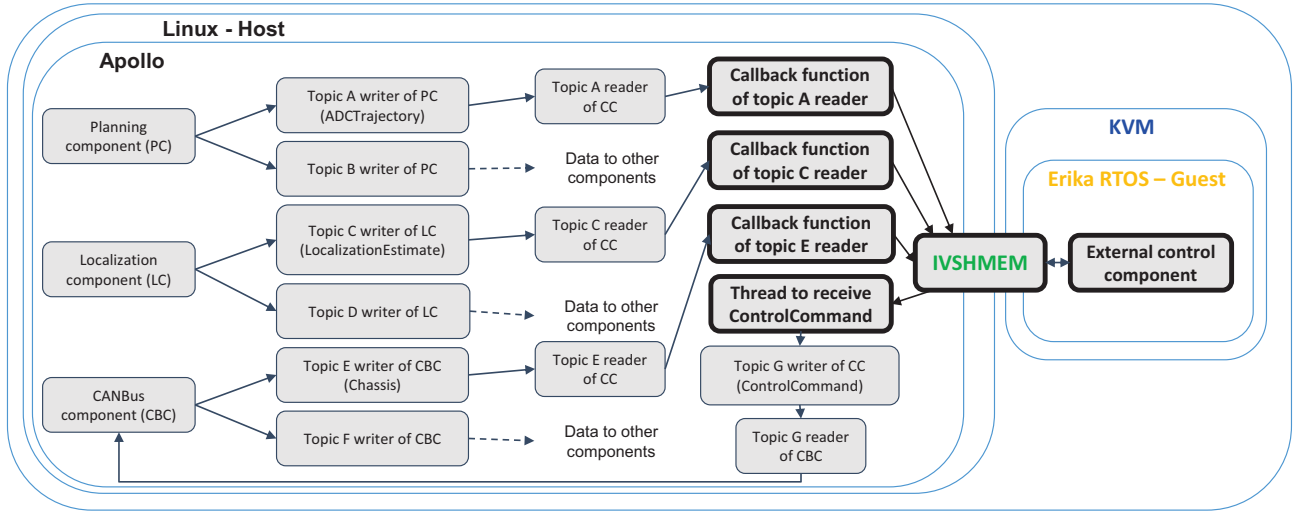 Linux - Host
Apollo
Planning
component (PC)
Topic A writer of PC
(ADCTrajectory)
Topic A reader
of CC
Callback function
of topic A reader
Topic B writer of PC
Data to other
components
Callback function
of topic C reader
Localization
component (LC)
Topic C writer of LC
(LocalizationEstimate)
Topic C reader
of CC
Callback function
of topic E reader
Topic D writer of LC
Data to other
components
Thread to receive
ControlCommand
CANBus
component (CBC)
Topic E writer of CBC
(Chassis)
Topic E reader
of CC
Topic G writer of CC
(ControlCommand)
Topic F writer of CBC
Data to other
components
Topic G reader
of CBC
IVSHMEM
KVM
Erika RTOS – Guest
External control
component